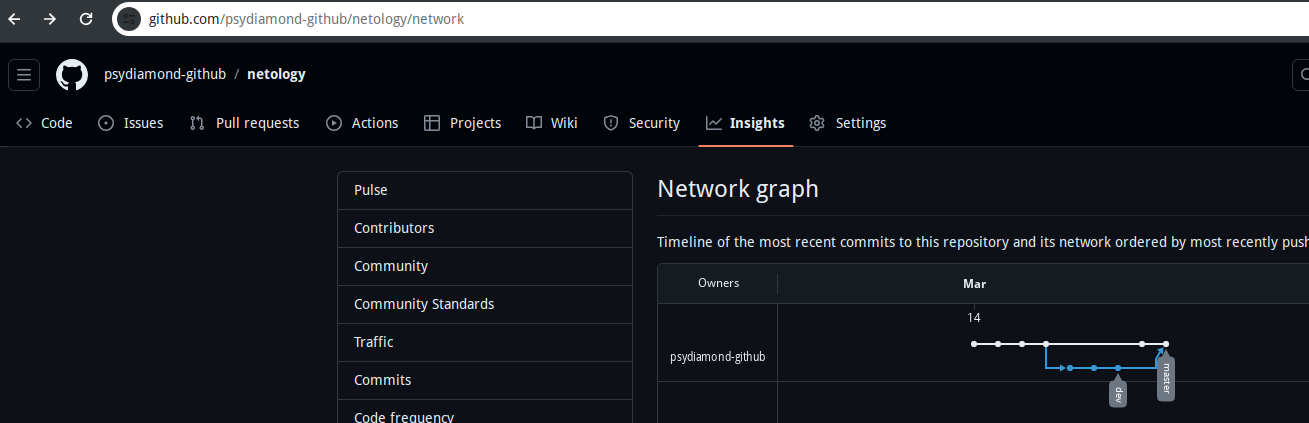 github.com/psydiamond-github/netology/network
psydiamond-github / netology
Code Issues Pull requests Actions Projects Wiki Security Insights Settings
Pulse
Contributors
Community
Community Standards
Traffic
Commits
Code frequency
Network graph
Timeline of the most recent commits to this repository and its network ordered by most recently push
Owners
Mar
14
psydiamond-github
master
dev